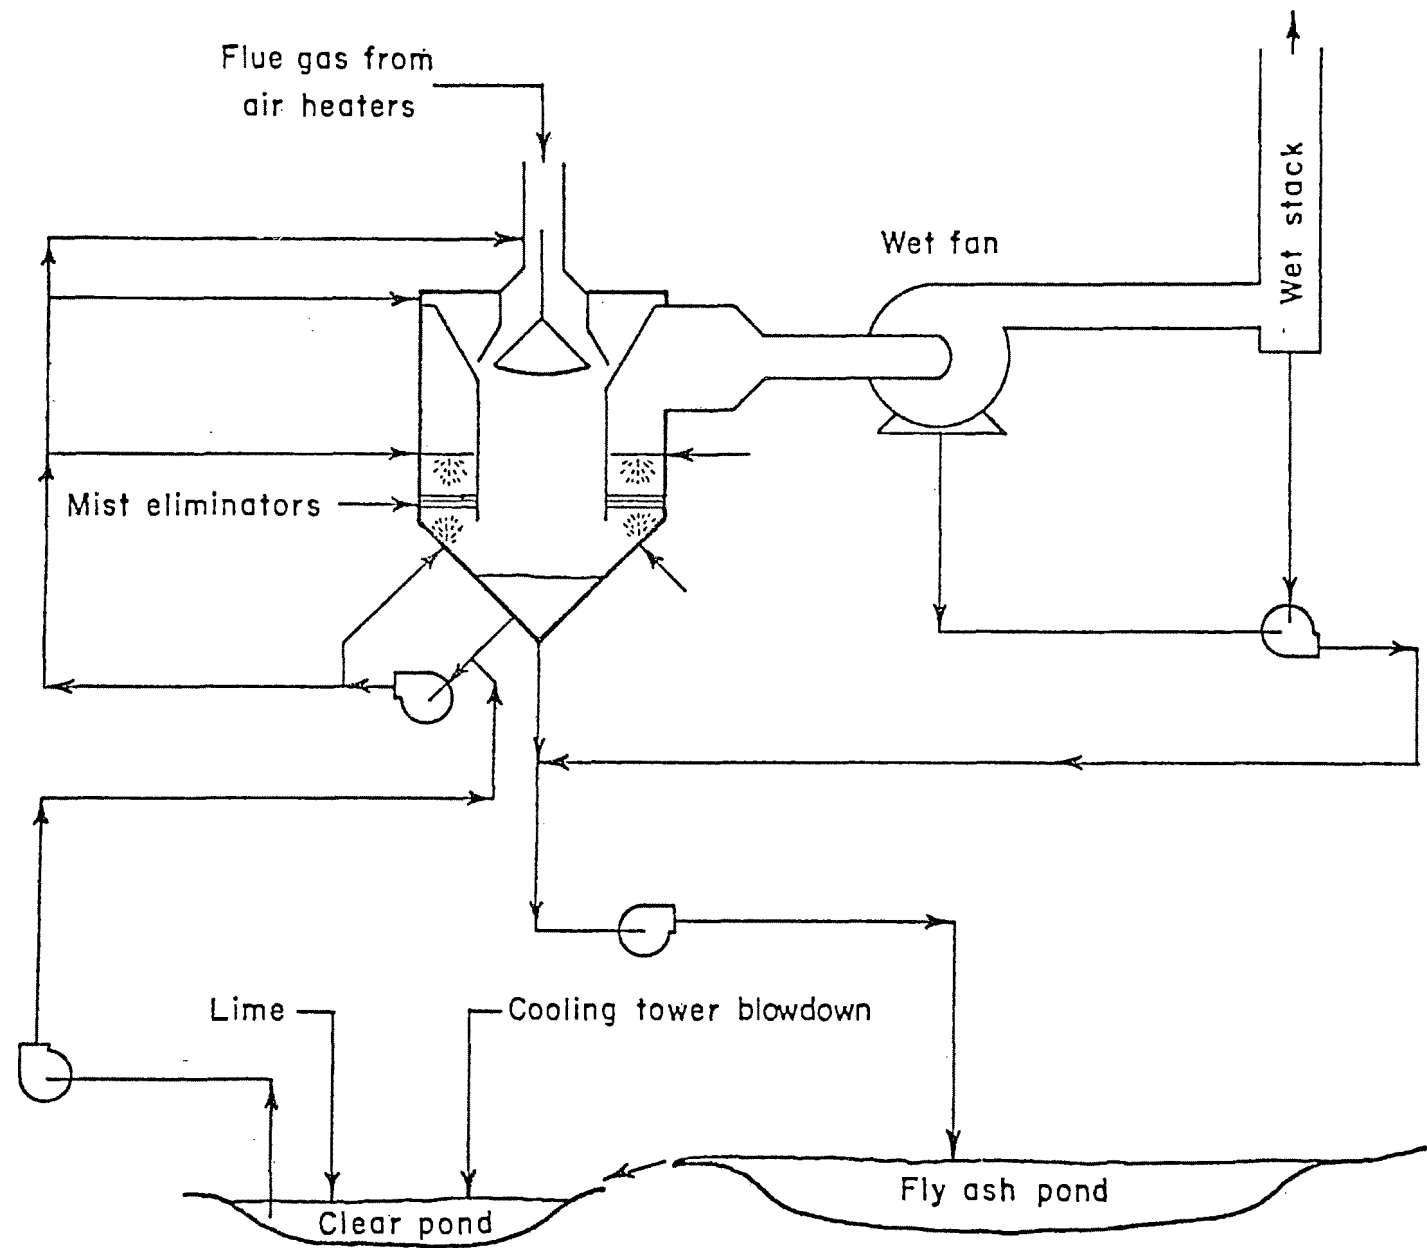 Flue gas from
air heaters
Wet fan
Wet stack
Mist eliminators
Lime
Cooling tower blowdown
Clear pond
Fly ash pond